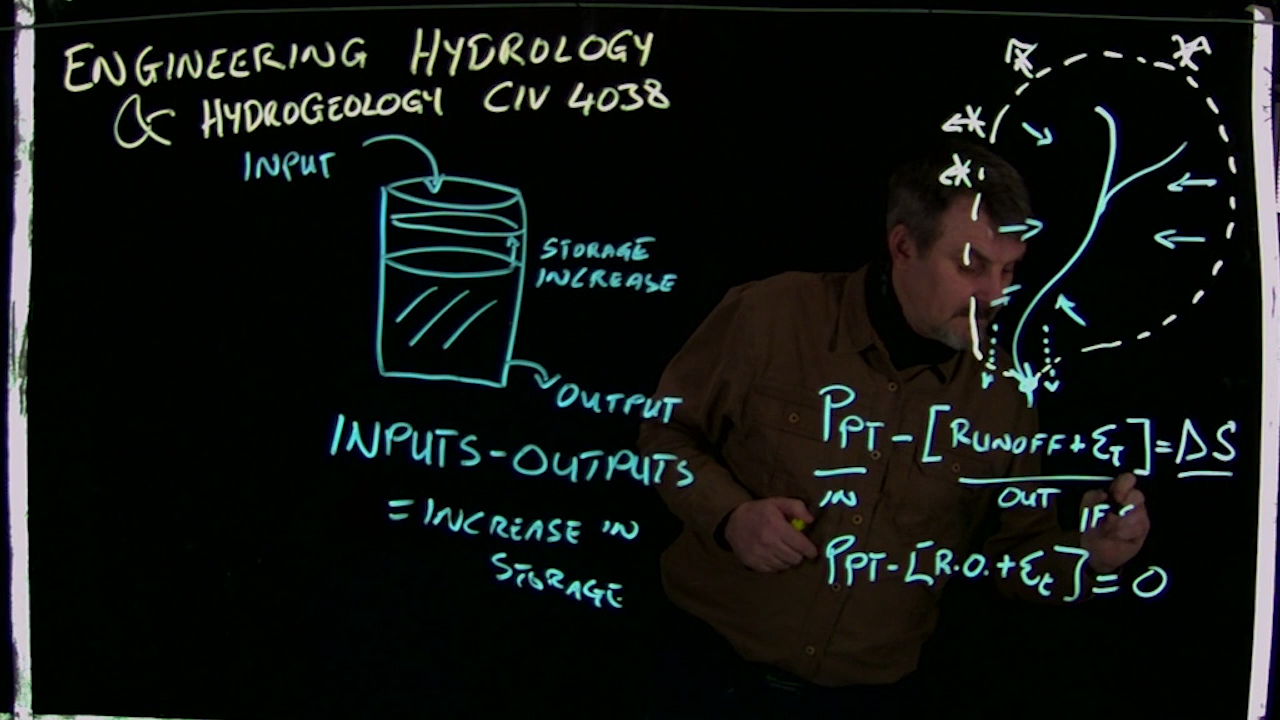 ENGINEERING HYDROLOGY
& HYDROGEOLOGY CIV 4038
INPUT
STORAGE
INCREASE
OUTPUT
INPUTS-OUTPUTS
= INCREASE IN
STORAGE
PPT - [RUNOFF + Et] = ΔS
IN OUT
IF
PPT - [R.O. + Et] = 0